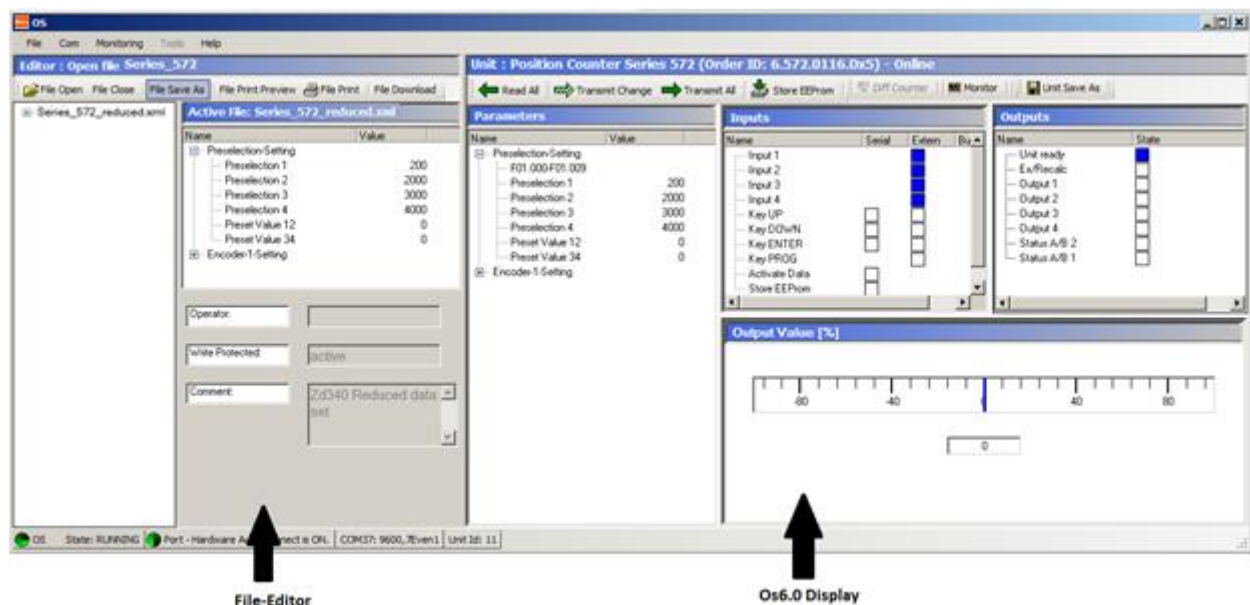 OS
File Com Monitoring Tools Help
Editor : Open file Series_572
File Open File Close File Save As File Print Preview File Print File Download
Series_572_reduced.xml
Active File: Series_572_reduced.xml
Name Value
Preselection-Setting
Preselection 1 200
Preselection 2 2000
Preselection 3 3000
Preselection 4 4000
Preset Value 12 0
Preset Value 34 0
Encoder-1-Setting
Operator:
Write Protected: active
Comment: Zd340 Reduced data
set
Unit : Position Counter Series 572 (Order ID: 6.572.0116.Dx5) - Online
Read All Transmit Change Transmit All Store EEProm Diff Counter Monitor Unit Save As
Parameters
Name Value
Preselection-Setting
F01.000-F01.009
Preselection 1 200
Preselection 2 2000
Preselection 3 3000
Preselection 4 4000
Preset Value 12 0
Preset Value 34 0
Encoder-1-Setting
Inputs
Name Serial Extern Bu
Input 1
Input 2
Input 3
Input 4
Key UP
Key DOWN
Key ENTER
Key PROG
Activate Data
Store EEProm
Outputs
Name State
Unit ready
Ex/Recalc
Output 1
Output 2
Output 3
Output 4
Status A/B 2
Status A/B 1
Output Value [%]
-80 -40 0 40 80
0
OS State: RUNNING Port - Hardware is ON. COM37: 9600, 7Even1 Unit Id: 11
File-Editor
Os6.0 Display